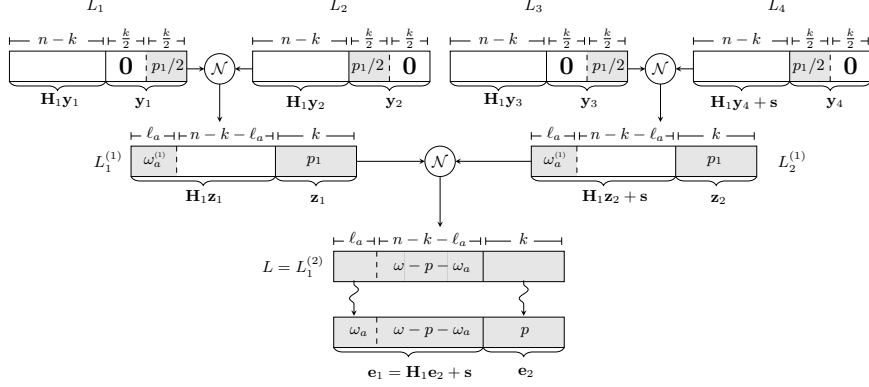 L₁ L₂ L₃ L₄
n − k k/2 k/2 n − k k/2 k/2 n − k k/2 k/2 n − k k/2 k/2
0 p₁/2 𝒩 p₁/2 0 0 p₁/2 𝒩 p₁/2 0
H₁y₁ y₁ H₁y₂ y₂ H₁y₃ y₃ H₁y₄ + s y₄
ℓₐ n − k − ℓₐ k ℓₐ n − k − ℓₐ k
L₁⁽¹⁾ ωₐ⁽¹⁾ p₁ 𝒩 ωₐ⁽¹⁾ p₁ L₂⁽¹⁾
H₁z₁ z₁ H₁z₂ + s z₂
ℓₐ n − k − ℓₐ k
L = L₁⁽²⁾ ω − p − ωₐ
ωₐ ω − p − ωₐ p
e₁ = H₁e₂ + s e₂